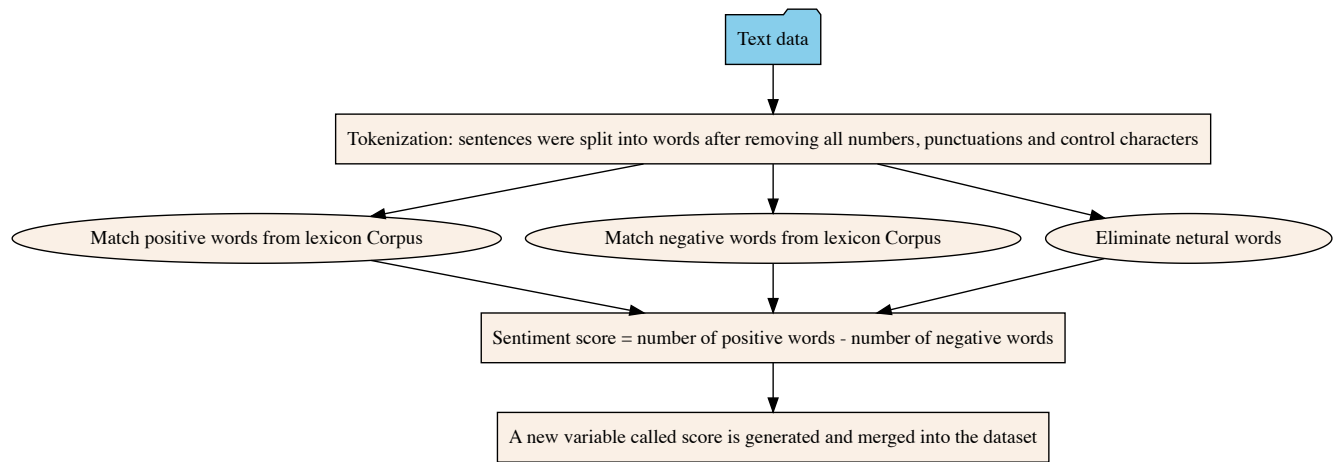 Text data
Tokenization: sentences were split into words after removing all numbers, punctuations and control characters
Match positive words from lexicon Corpus
Match negative words from lexicon Corpus
Eliminate netural words
Sentiment score = number of positive words - number of negative words
A new variable called score is generated and merged into the dataset